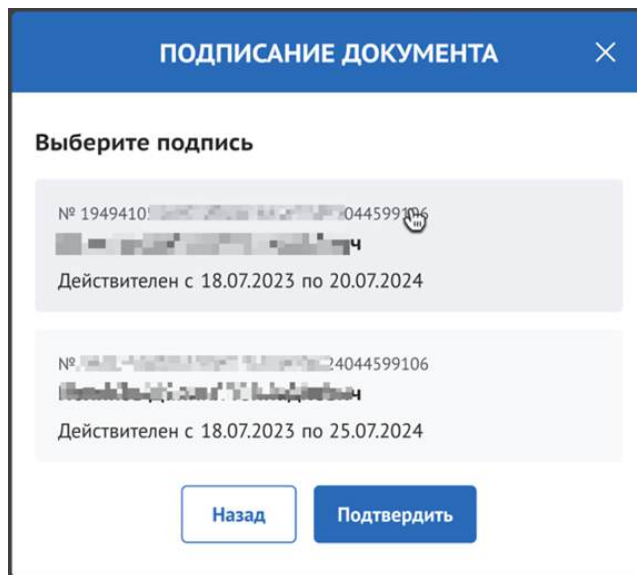 ПОДПИСАНИЕ ДОКУМЕНТА
Выберите подпись
№ 1949410 044599106
Действителен с 18.07.2023 по 20.07.2024
№ 24044599106
Действителен с 18.07.2023 по 25.07.2024
Назад
Подтвердить